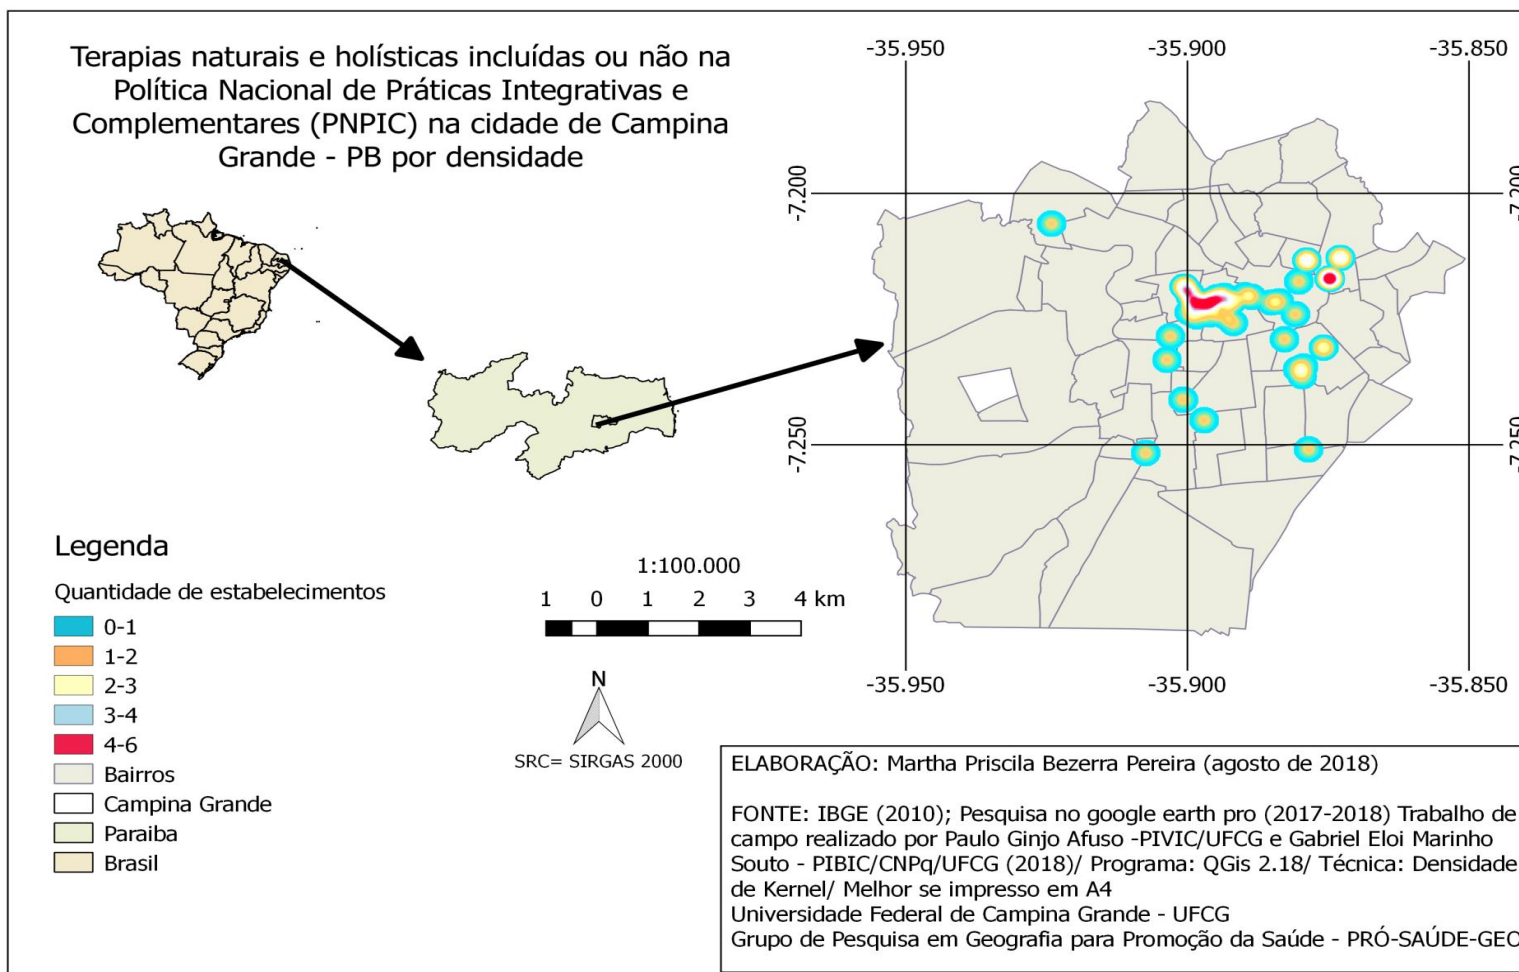 Terapias naturais e holísticas incluídas ou não na
Política Nacional de Práticas Integrativas e
Complementares (PNPIC) na cidade de Campina
Grande - PB por densidade
-35.950
-35.900
-35.850
-7.200
-7.200
-7.250
-7.250
-35.950
-35.900
-35.850
Legenda
Quantidade de estabelecimentos
0-1
1-2
2-3
3-4
4-6
Bairros
Campina Grande
Paraiba
Brasil
1:100.000
1 0 1 2 3 4 km
N
SRC= SIRGAS 2000
ELABORAÇÃO: Martha Priscila Bezerra Pereira (agosto de 2018)
FONTE: IBGE (2010); Pesquisa no google earth pro (2017-2018) Trabalho de
campo realizado por Paulo Ginjo Afuso -PIVIC/UFCG e Gabriel Eloi Marinho
Souto - PIBIC/CNPq/UFCG (2018)/ Programa: QGis 2.18/ Técnica: Densidade
de Kernel/ Melhor se impresso em A4
Universidade Federal de Campina Grande - UFCG
Grupo de Pesquisa em Geografia para Promoção da Saúde - PRÓ-SAÚDE-GEO